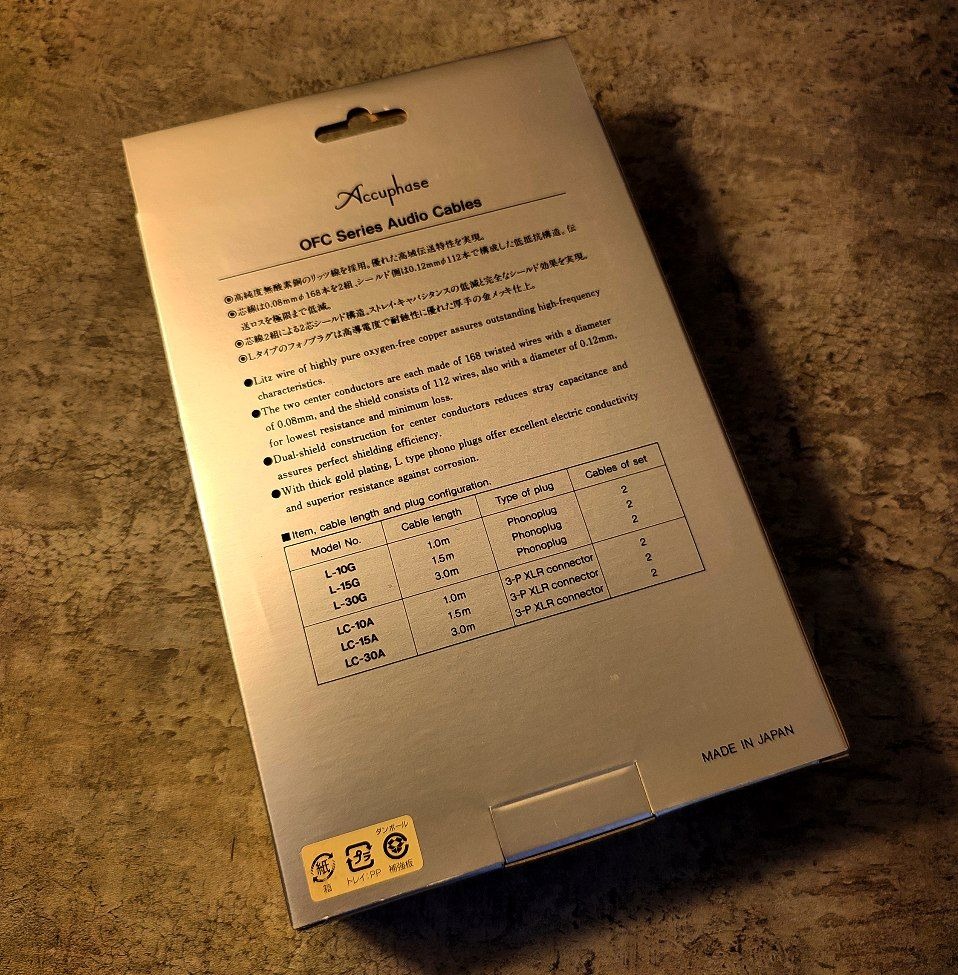 Accuphase
OFC Series Audio Cables
◉高純度無酸素銅のリッツ線を採用。優れた高域伝送特性を実現。
◉芯線は0.08mmφ168本を2組、シールド側は0.12mmφ112本で構成した低抵抗構造。伝
送ロスを極限まで低減。
◉芯線2組による2芯シールド構造。ストレイ・キャパシタンスの低減と完全なシールド効果を実現。
◉Lタイプのフォノプラグは高導電度で耐蝕性に優れた厚手の金メッキ仕上。
●Litz wire of highly pure oxygen-free copper assures outstanding high-frequency
characteristics.
●The two center conductors are each made of 168 twisted wires with a diameter
of 0.08mm, and the shield consists of 112 wires, also with a diameter of 0.12mm,
for lowest resistance and minimum loss.
●Dual-shield construction for center conductors reduces stray capacitance and
assures perfect shielding efficiency.
●With thick gold plating, L type phono plugs offer excellent electric conductivity
and superior resistance against corrosion.
■Item, cable length and plug configuration.
Model No. Cable length Type of plug Cables of set
L-10G 1.0m Phonoplug 2
L-15G 1.5m Phonoplug 2
L-30G 3.0m Phonoplug 2
LC-10A 1.0m 3-P XLR connector 2
LC-15A 1.5m 3-P XLR connector 2
LC-30A 3.0m 3-P XLR connector 2
MADE IN JAPAN
ダンボール
紙 プラ
箱 トレイ:PP 補強板